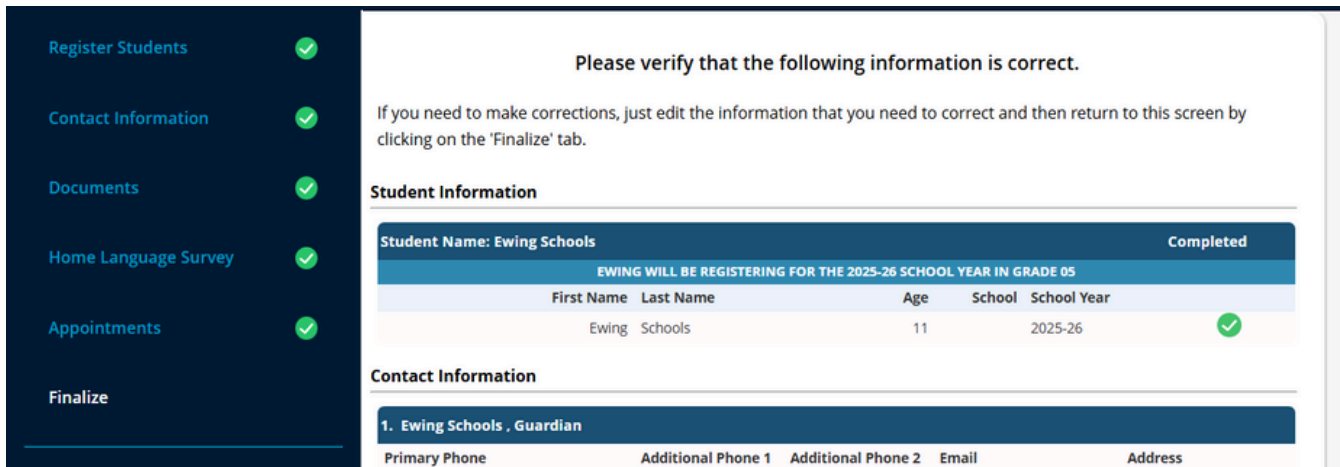 Register Students
Contact Information
Documents
Home Language Survey
Appointments
Finalize
Please verify that the following information is correct.
If you need to make corrections, just edit the information that you need to correct and then return to this screen by
clicking on the 'Finalize' tab.
Student Information
Student Name: Ewing Schools Completed
EWING WILL BE REGISTERING FOR THE 2025-26 SCHOOL YEAR IN GRADE 05
First Name Last Name Age School School Year
Ewing Schools 11 2025-26
Contact Information
1. Ewing Schools , Guardian
Primary Phone Additional Phone 1 Additional Phone 2 Email Address